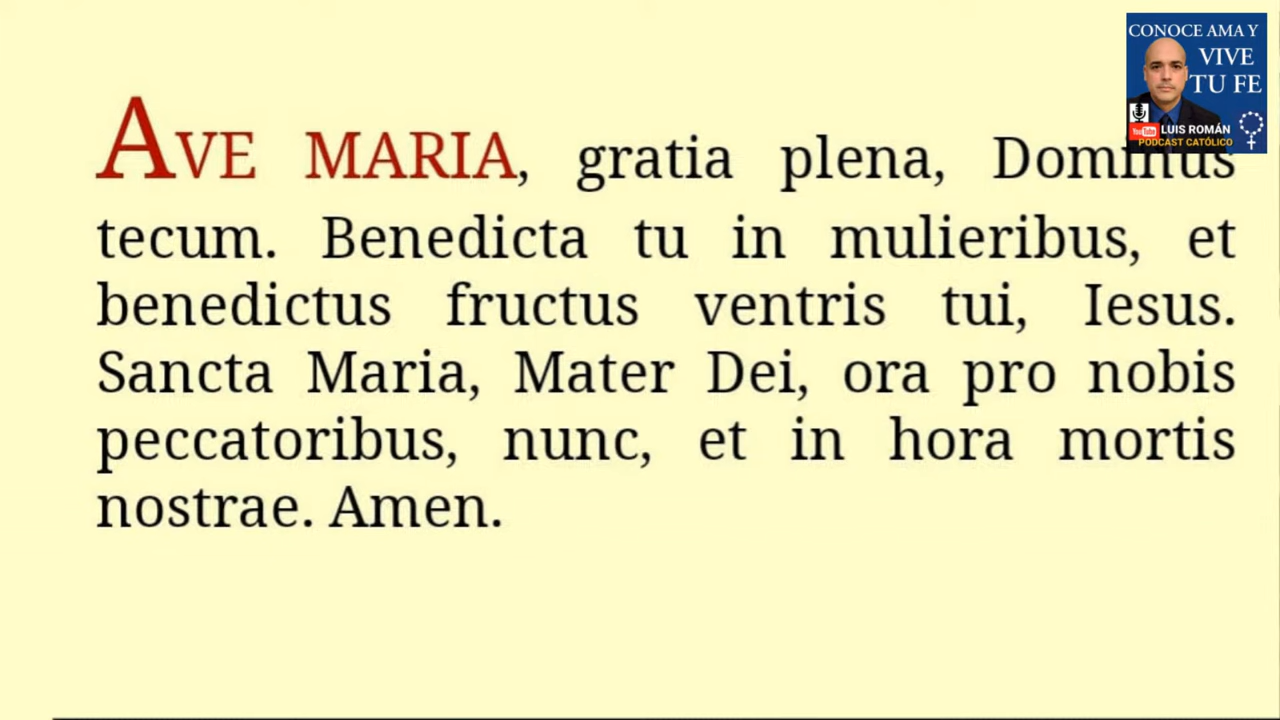 CONOCE AMA Y
VIVE
TU FE
YouTube LUIS ROMÁN
PODCAST CATÓLICO
AVE MARIA, gratia plena, Dominus
tecum. Benedicta tu in mulieribus, et
benedictus fructus ventris tui, Iesus.
Sancta Maria, Mater Dei, ora pro nobis
peccatoribus, nunc, et in hora mortis
nostrae. Amen.